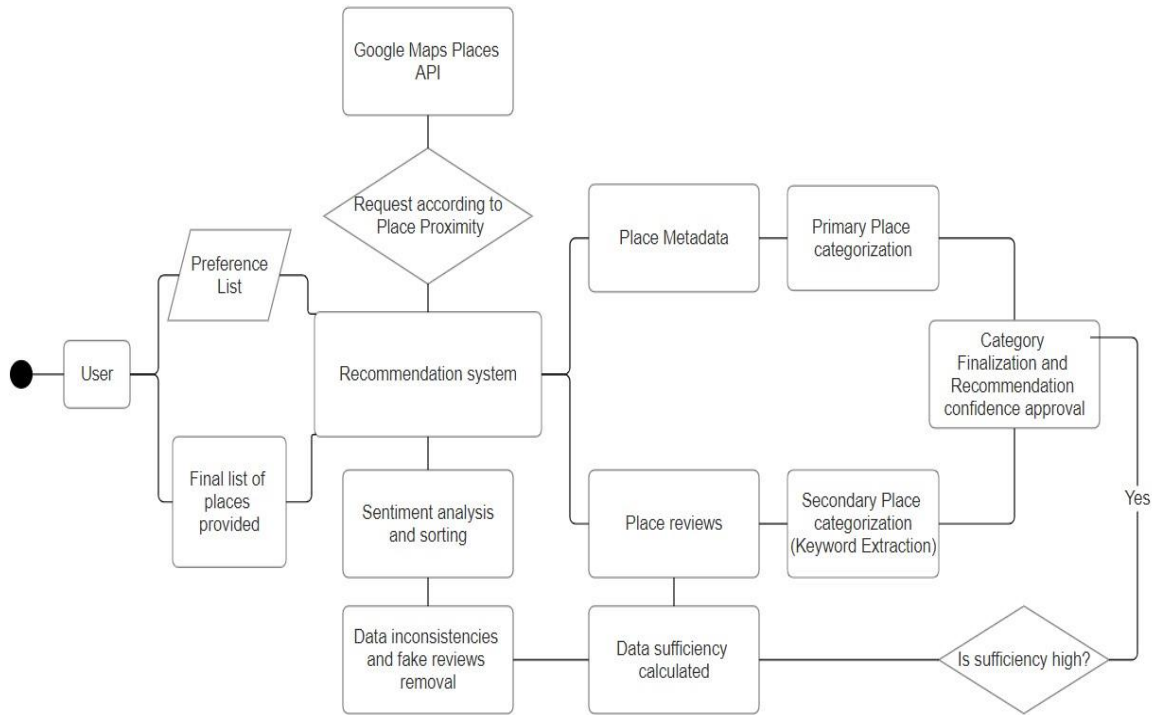 Google Maps Places
API
Request according to
Place Proximity
Preference
List
Place Metadata
Primary Place
categorization
User
Recommendation system
Category
Finalization and
Recommendation
confidence approval
Final list of
places
provided
Sentiment analysis
and sorting
Place reviews
Secondary Place
categorization
(Keyword Extraction)
Yes
Data inconsistencies
and fake reviews
removal
Data sufficiency
calculated
Is sufficiency high?